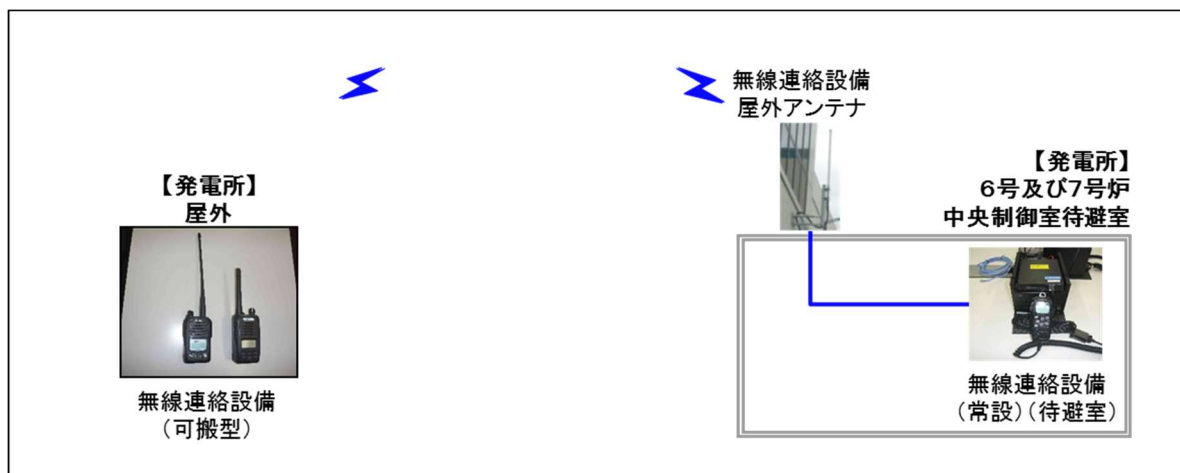 無線連絡設備
屋外アンテナ
【発電所】
屋外
無線連絡設備
（可搬型）
【発電所】
6号及び7号炉
中央制御室待避室
無線連絡設備
（常設）（待避室）